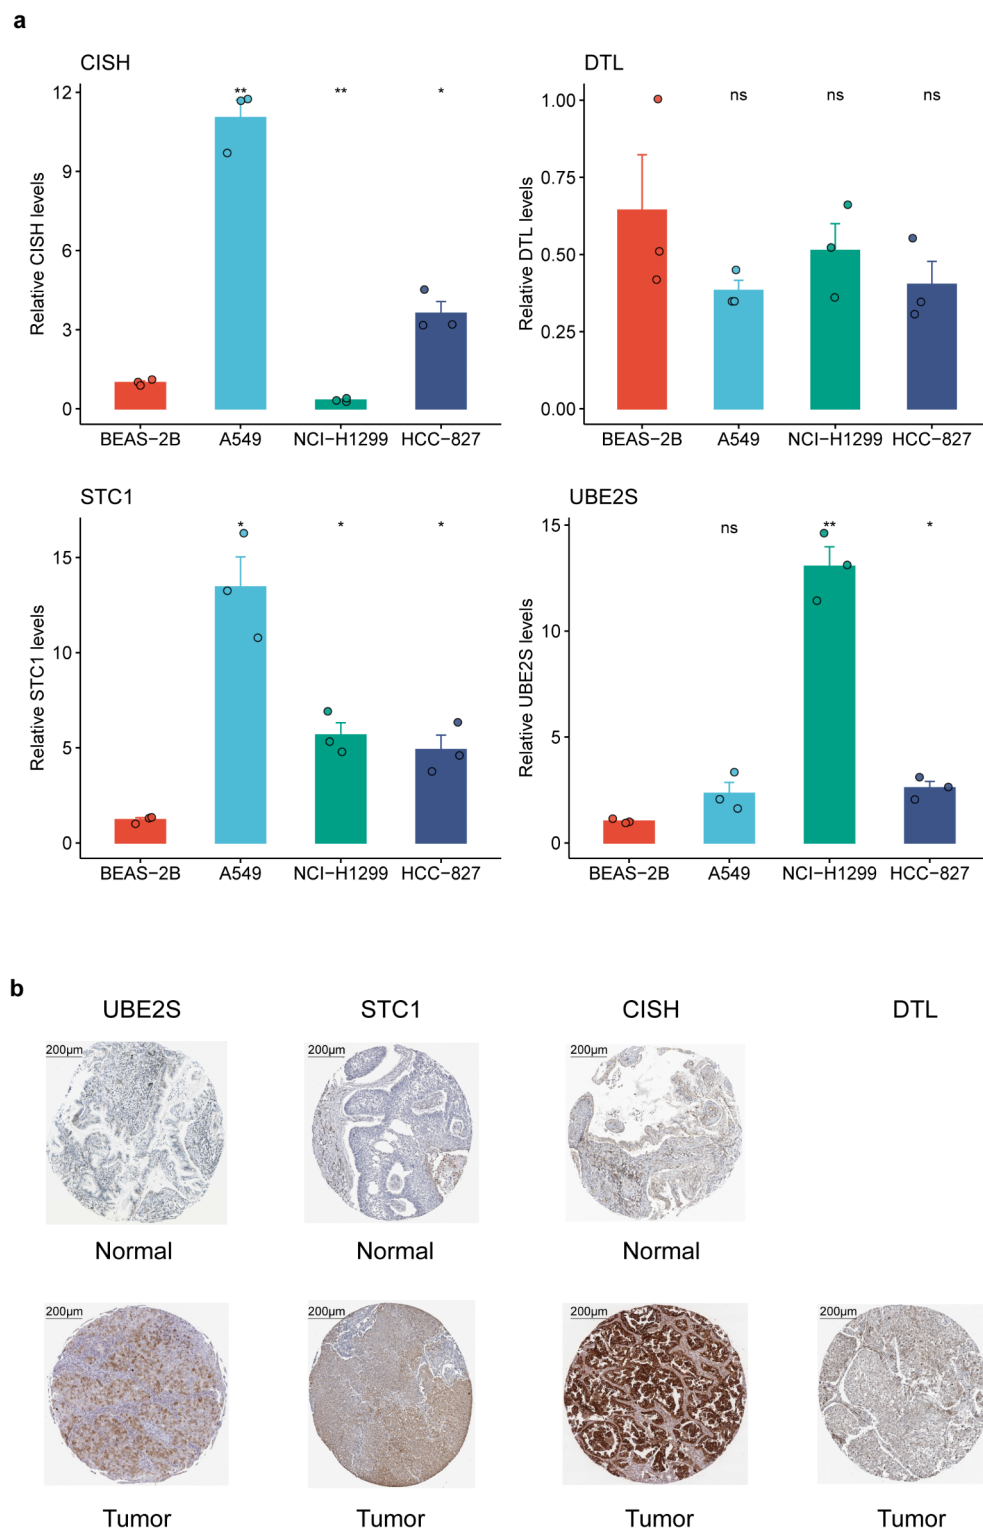 a
CISH
DTL
Relative CISH levels
12
9
6
3
0
** ** *
BEAS−2B A549 NCI−H1299 HCC−827
Relative DTL levels
1.00
0.75
0.50
0.25
0.00
ns ns ns
BEAS−2B A549 NCI−H1299 HCC−827
STC1
UBE2S
Relative STC1 levels
15
10
5
0
* * *
BEAS−2B A549 NCI−H1299 HCC−827
Relative UBE2S levels
15
10
5
0
ns ** *
BEAS−2B A549 NCI−H1299 HCC−827
b
UBE2S STC1 CISH DTL
200µm 200µm 200µm
Normal Normal Normal
200µm 200µm 200µm 200µm
Tumor Tumor Tumor Tumor